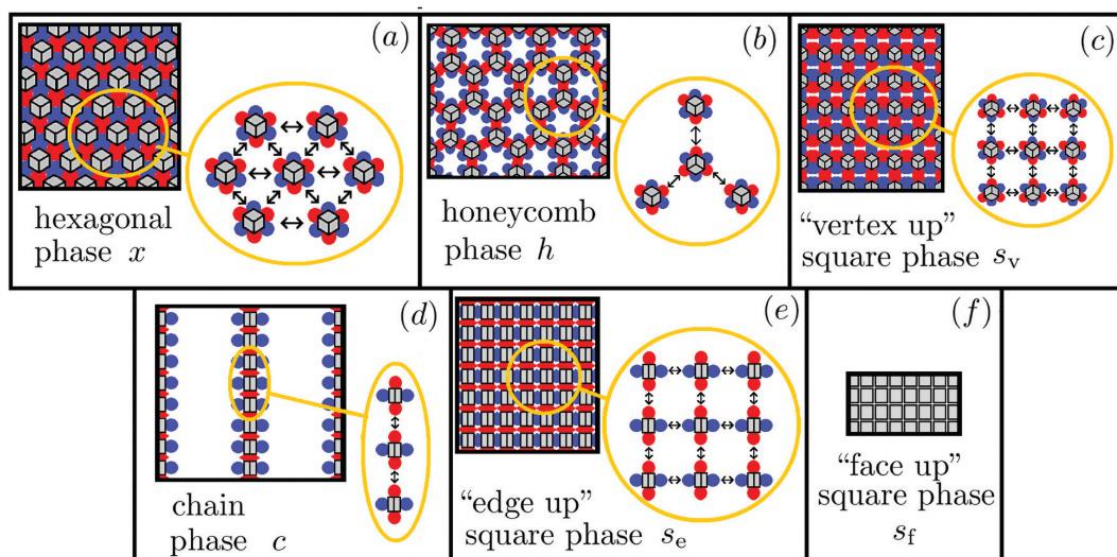 (a)
hexagonal
phase x
(b)
honeycomb
phase h
(c)
“vertex up”
square phase sᵥ
(d)
chain
phase c
(e)
“edge up”
square phase sₑ
(f)
“face up”
square phase
s_f